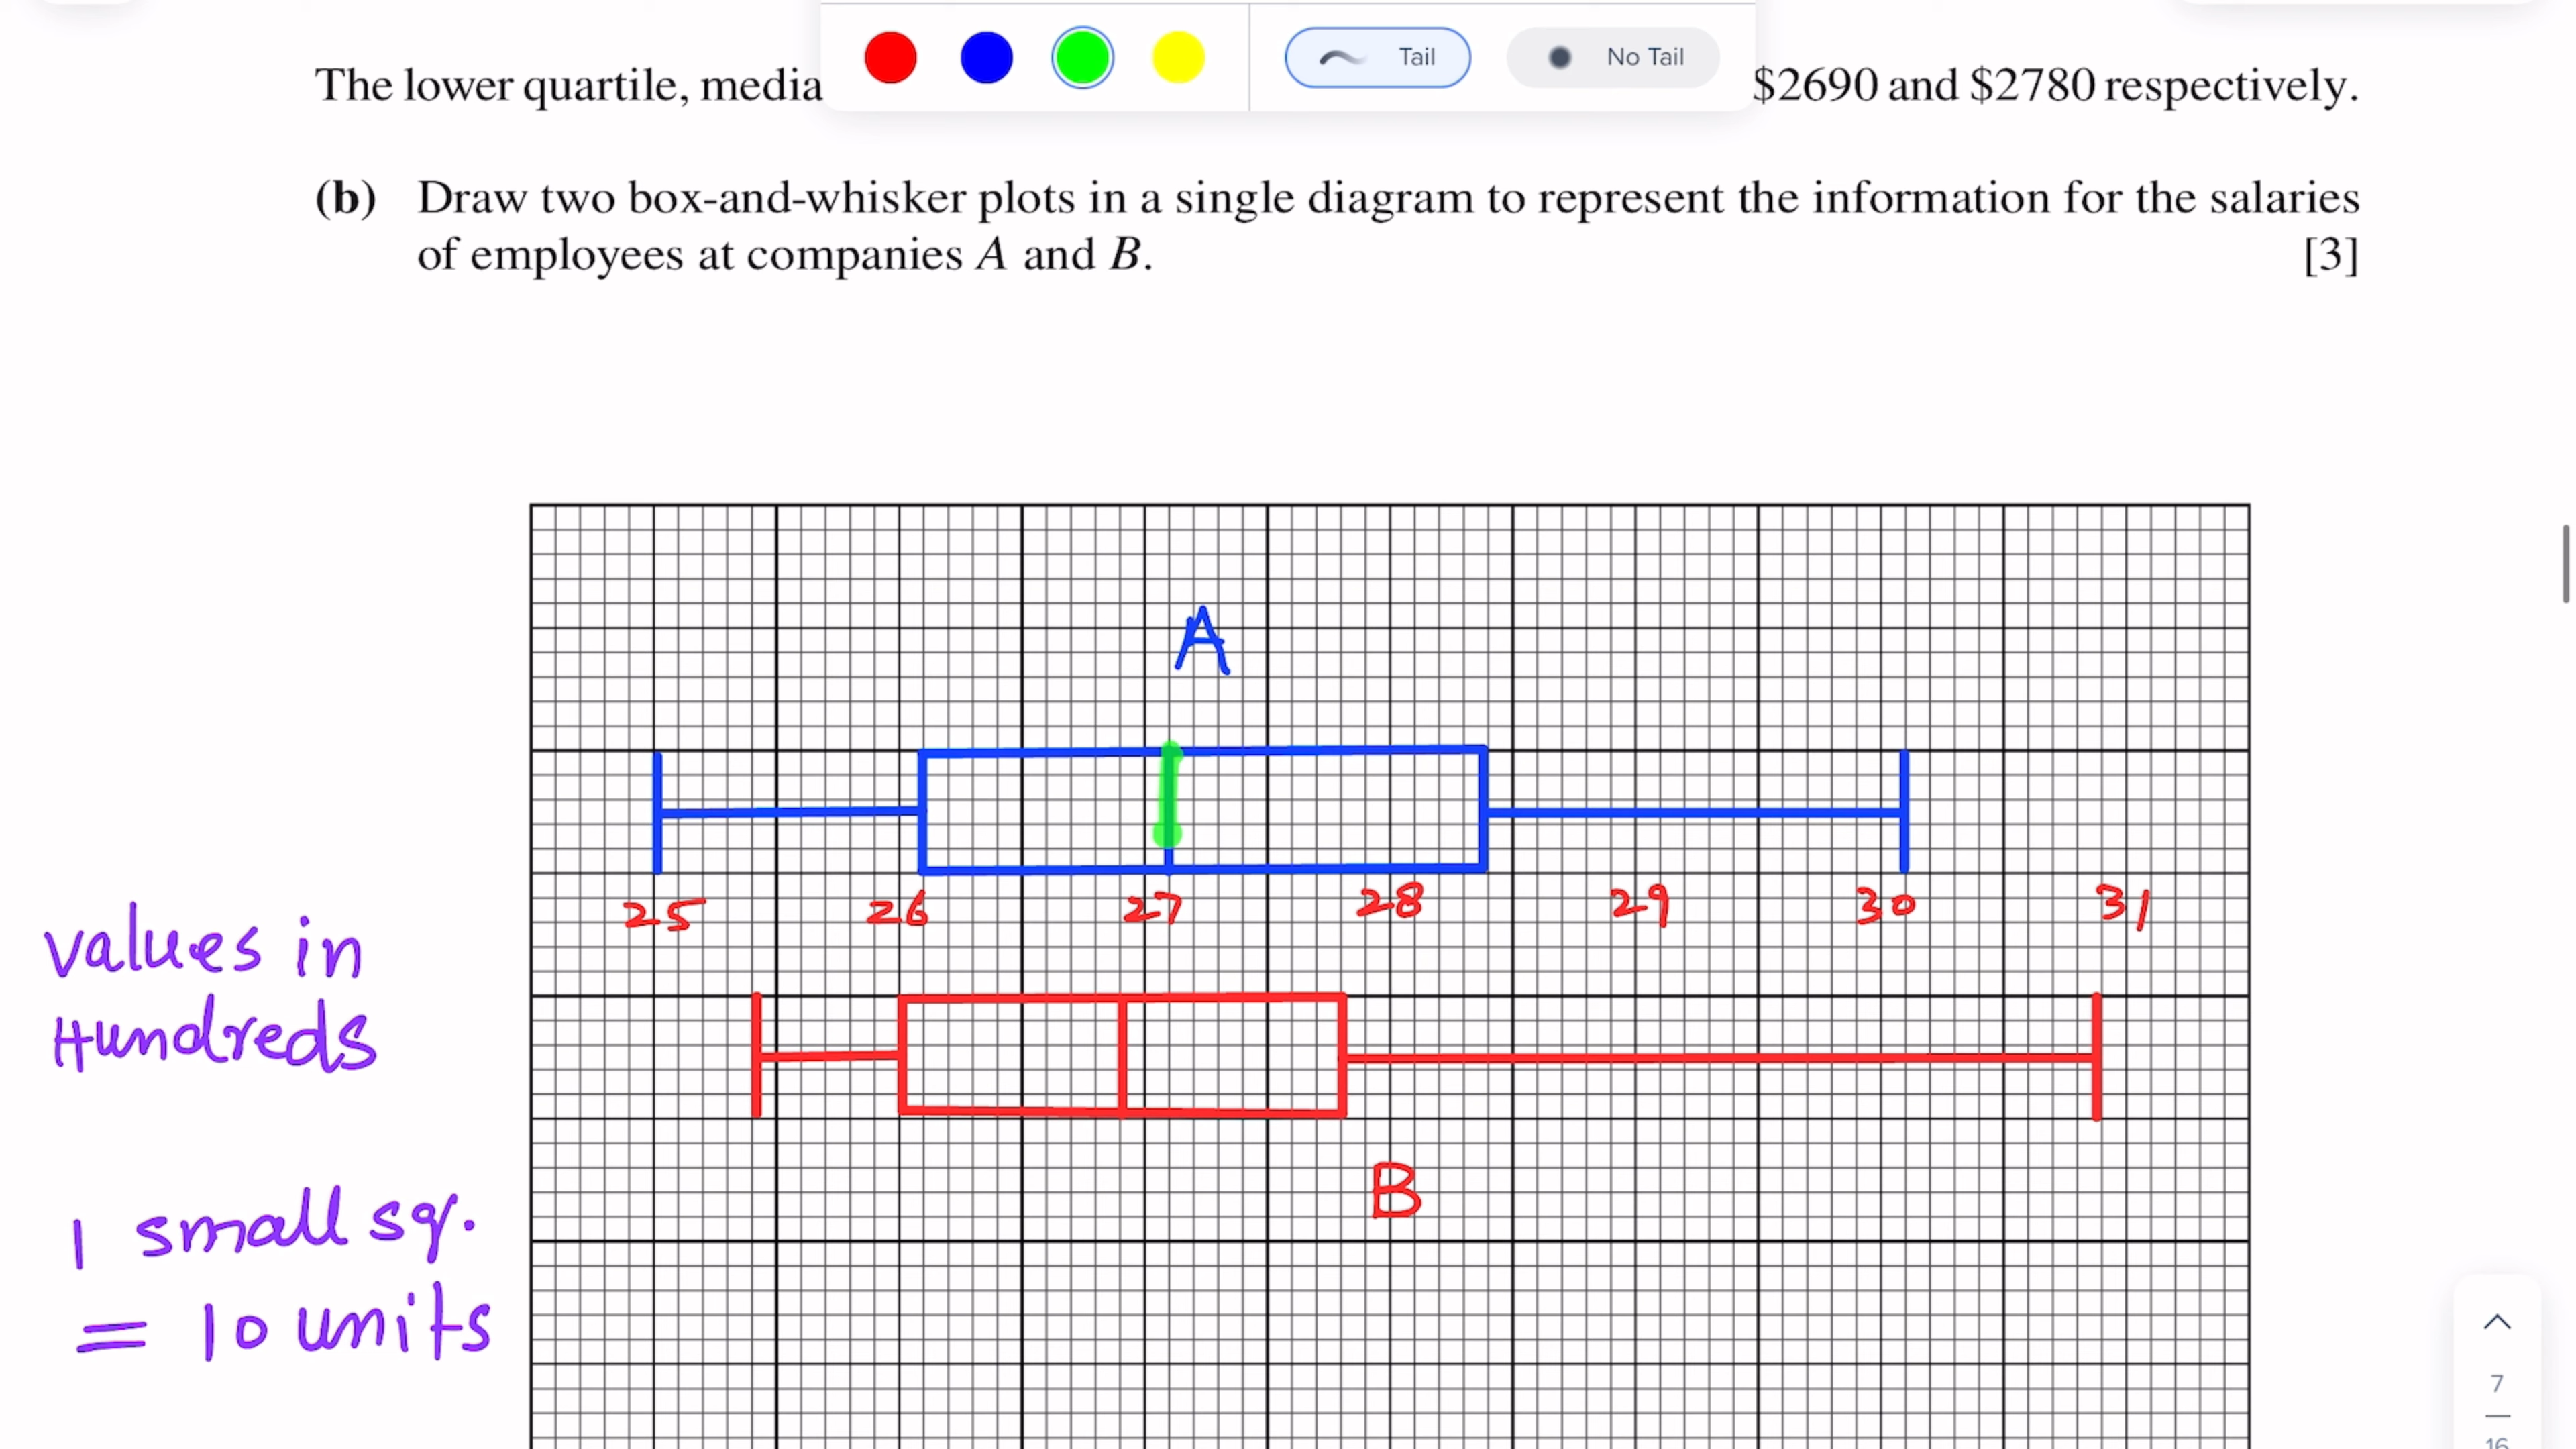 Tail No Tail
The lower quartile, media $2690 and $2780 respectively.
(b) Draw two box-and-whisker plots in a single diagram to represent the information for the salaries
of employees at companies A and B. [3]
A
25 26 27 28 29 30 31
values in
Hundreds
B
1 small sq.
= 10 units
7
16